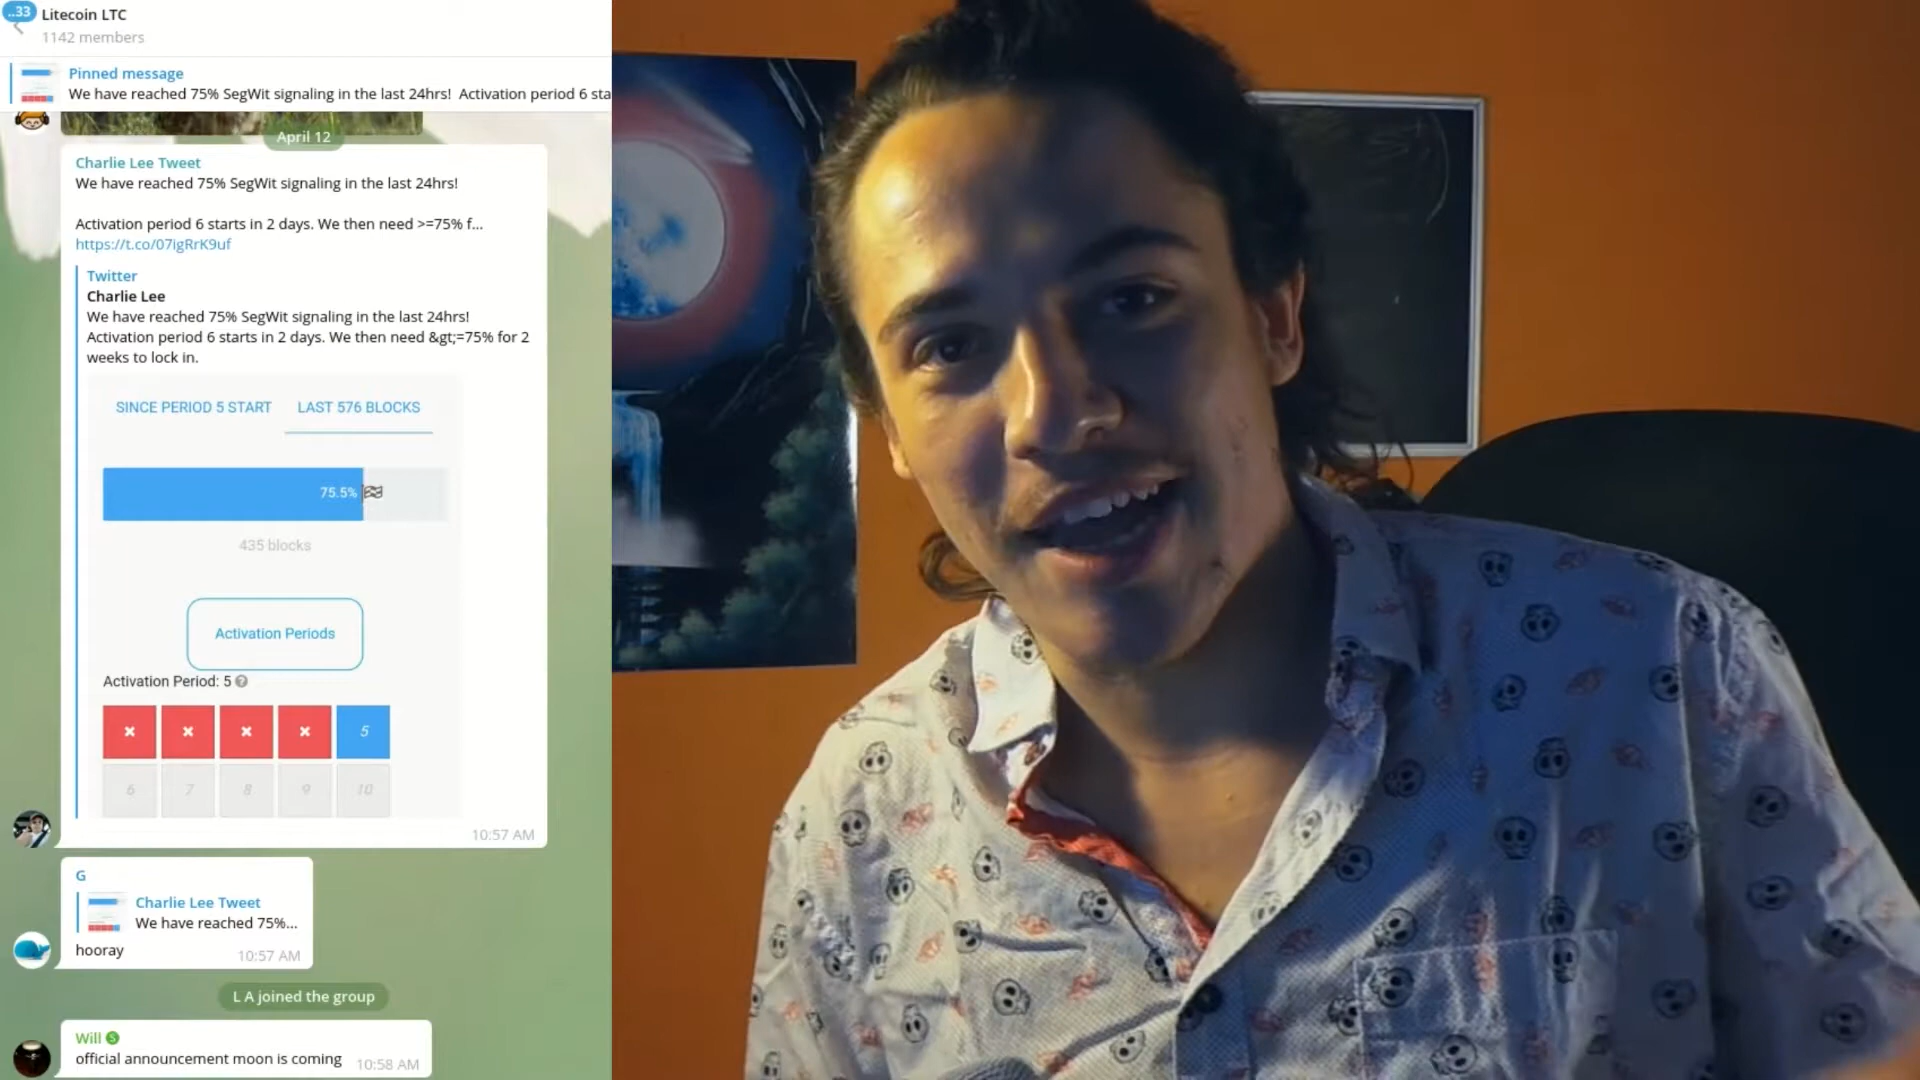 ..33
Litecoin LTC
1142 members
Pinned message
We have reached 75% SegWit signaling in the last 24hrs!  Activation period 6 sta
April 12
Charlie Lee Tweet
We have reached 75% SegWit signaling in the last 24hrs!
Activation period 6 starts in 2 days. We then need >=75% f...
https://t.co/07igRrK9uf
Twitter
Charlie Lee
We have reached 75% SegWit signaling in the last 24hrs!
Activation period 6 starts in 2 days. We then need &gt;=75% for 2
weeks to lock in.
SINCE PERIOD 5 START LAST 576 BLOCKS
75.5%
435 blocks
Activation Periods
Activation Period: 5 ?
5
6 7 8 9 10
10:57 AM
G
Charlie Lee Tweet
We have reached 75%...
hooray 10:57 AM
L A joined the group
Will S
official announcement moon is coming 10:58 AM